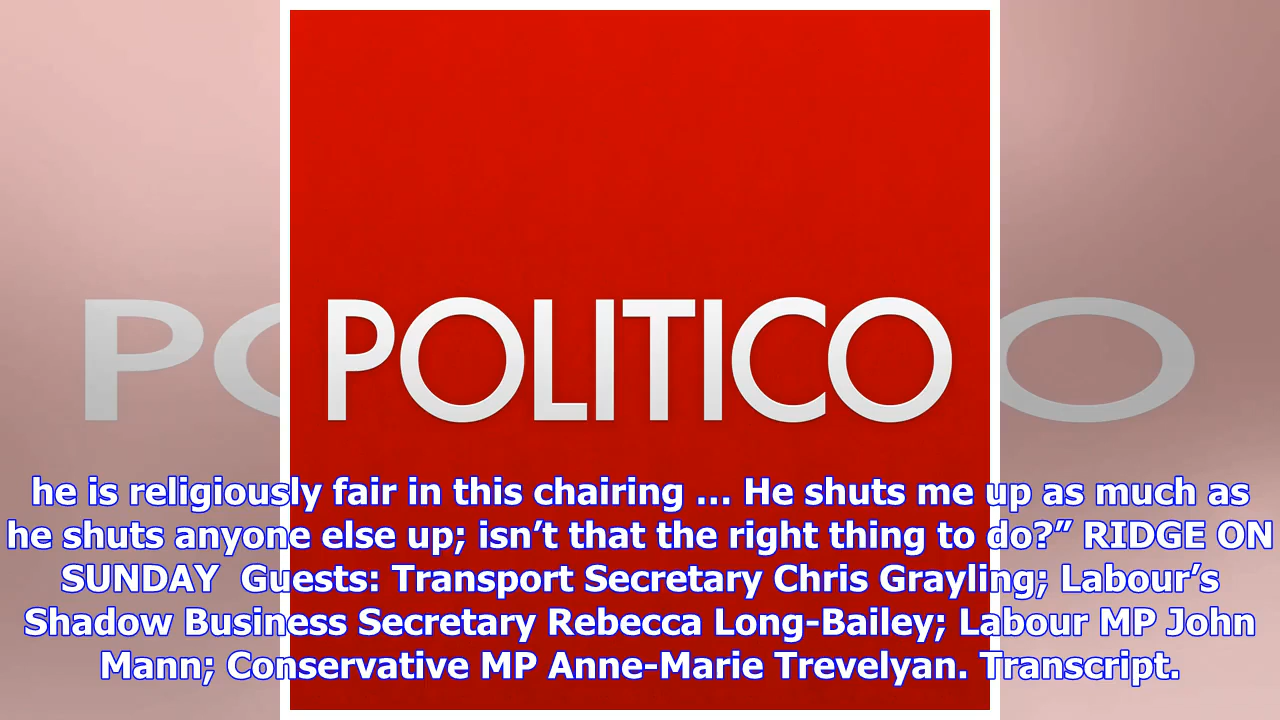 POLITICO
he is religiously fair in this chairing ... He shuts me up as much as
he shuts anyone else up; isn’t that the right thing to do?” RIDGE ON
SUNDAY Guests: Transport Secretary Chris Grayling; Labour’s
Shadow Business Secretary Rebecca Long-Bailey; Labour MP John
Mann; Conservative MP Anne-Marie Trevelyan. Transcript.